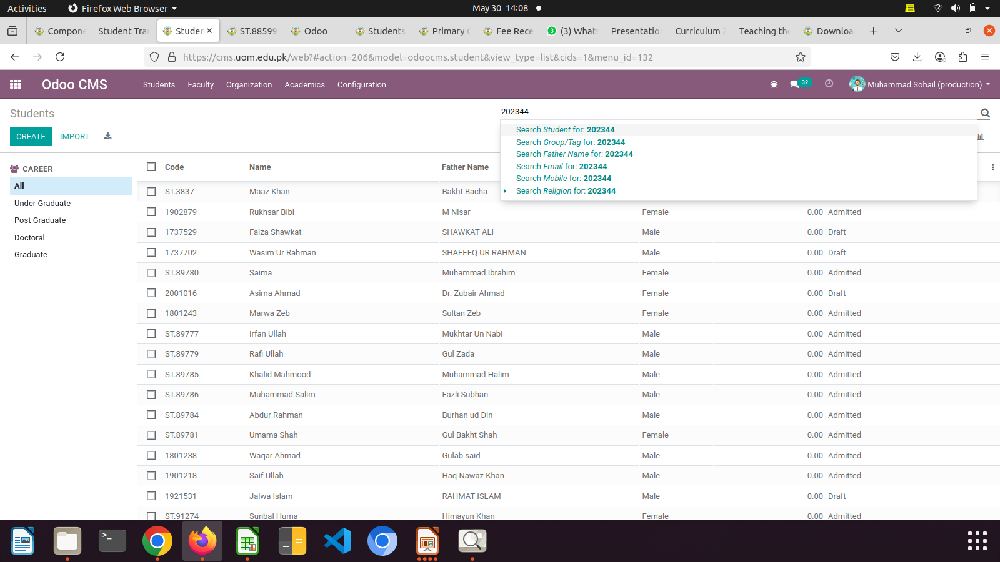 Activities Firefox Web Browser May 30 14:08
Compone Student Tra Studen ST.88599 Odoo Students Primary Fee Rece (3) Whats Presentatio Curriculum 2 Teaching the Downloa
https://cms.uom.edu.pk/web?#action=206&model=odoocms.student&view_type=list&cids=1&menu_id=132
Odoo CMS Students Faculty Organization Academics Configuration 32 Muhammad Sohail (production)
Students 202344
CREATE IMPORT
Search Student for: 202344
Search Group/Tag for: 202344
Search Father Name for: 202344
Search Email for: 202344
Search Mobile for: 202344
Search Religion for: 202344
CAREER
All
Under Graduate
Post Graduate
Doctoral
Graduate
Code Name Father Name
ST.3837 Maaz Khan Bakht Bacha
1902879 Rukhsar Bibi M Nisar Female 0.00 Admitted
1737529 Faiza Shawkat SHAWKAT ALI Male 0.00 Draft
1737702 Wasim Ur Rahman SHAFEEQ UR RAHMAN Male 0.00 Draft
ST.89780 Saima Muhammad Ibrahim Female 0.00 Admitted
2001016 Asima Ahmad Dr. Zubair Ahmad Female 0.00 Draft
1801243 Marwa Zeb Sultan Zeb Female 0.00 Admitted
ST.89777 Irfan Ullah Mukhtar Un Nabi Male 0.00 Admitted
ST.89779 Rafi Ullah Gul Zada Male 0.00 Admitted
ST.89785 Khalid Mahmood Muhammad Halim Male 0.00 Admitted
ST.89786 Muhammad Salim Fazli Subhan Male 0.00 Admitted
ST.89784 Abdur Rahman Burhan ud Din Male 0.00 Admitted
ST.89781 Umama Shah Gul Bakht Shah Female 0.00 Admitted
1801238 Waqar Ahmad Gulab said Male 0.00 Admitted
1901218 Saif Ullah Haq Nawaz Khan Male 0.00 Admitted
1921531 Jalwa Islam RAHMAT ISLAM Male 0.00 Draft
ST.91274 Sunbal Huma Himayun Khan Female 0.00 Admitted